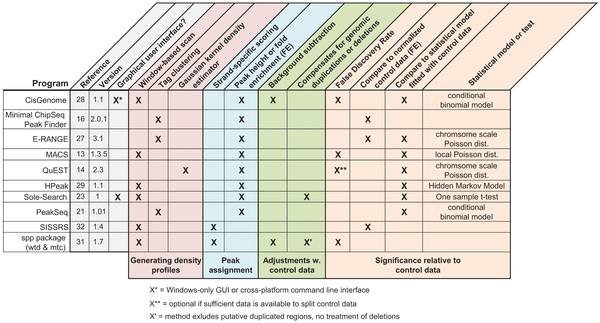 Program
Reference
Version
Graphical user interface?
Window-based scan
Tag clustering
Gaussian kernel density
estimator
Strand-specific scoring
Peak height or fold
enrichment (FE)
Background subtraction
Compensates for genomic
duplications or deletions
False Discovery Rate
Compare to normalized
control data (FE)
Compare to statistical model
fitted with control data
Statistical model or test
CisGenome 28 1.1 X* X X X X X conditional
binomial model
Minimal ChipSeq
Peak Finder 16 2.0.1 X X X
E-RANGE 27 3.1 X X X X chromsome scale
Poisson dist.
MACS 13 1.3.5 X X X X local Poisson dist.
QuEST 14 2.3 X X X** X chromsome scale
Poisson dist.
HPeak 29 1.1 X X X Hidden Markov Model
Sole-Search 23 1 X X X X X One sample t-test
PeakSeq 21 1.01 X X X conditional
binomial model
SISSRS 32 1.4 X X X
spp package
(wtd & mtc) 31 1.7 X X X X' X
Generating density
profiles
Peak
assignment
Adjustments w.
control data
Significance relative to
control data
X* = Windows-only GUI or cross-platform command line interface
X** = optional if sufficient data is available to split control data
X' = method exludes putative duplicated regions, no treatment of deletions